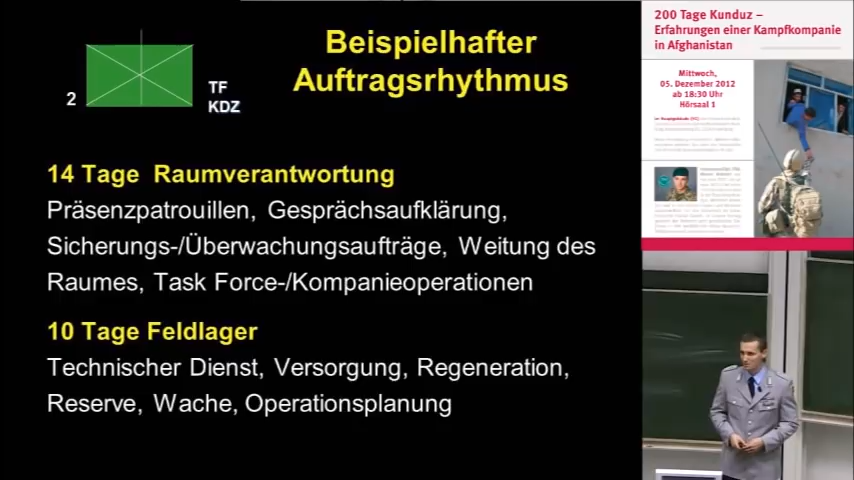 Beispielhafter
Auftragsrhythmus
2
TF
KDZ
14 Tage Raumverantwortung
Präsenzpatrouillen, Gesprächsaufklärung,
Sicherungs-/Überwachungsaufträge, Weitung des
Raumes, Task Force-/Kompanieoperationen
10 Tage Feldlager
Technischer Dienst, Versorgung, Regeneration,
Reserve, Wache, Operationsplanung
200 Tage Kunduz –
Erfahrungen einer Kampfkompanie
in Afghanistan
Mittwoch,
05. Dezember 2012
ab 18:30 Uhr
Hörsaal 1